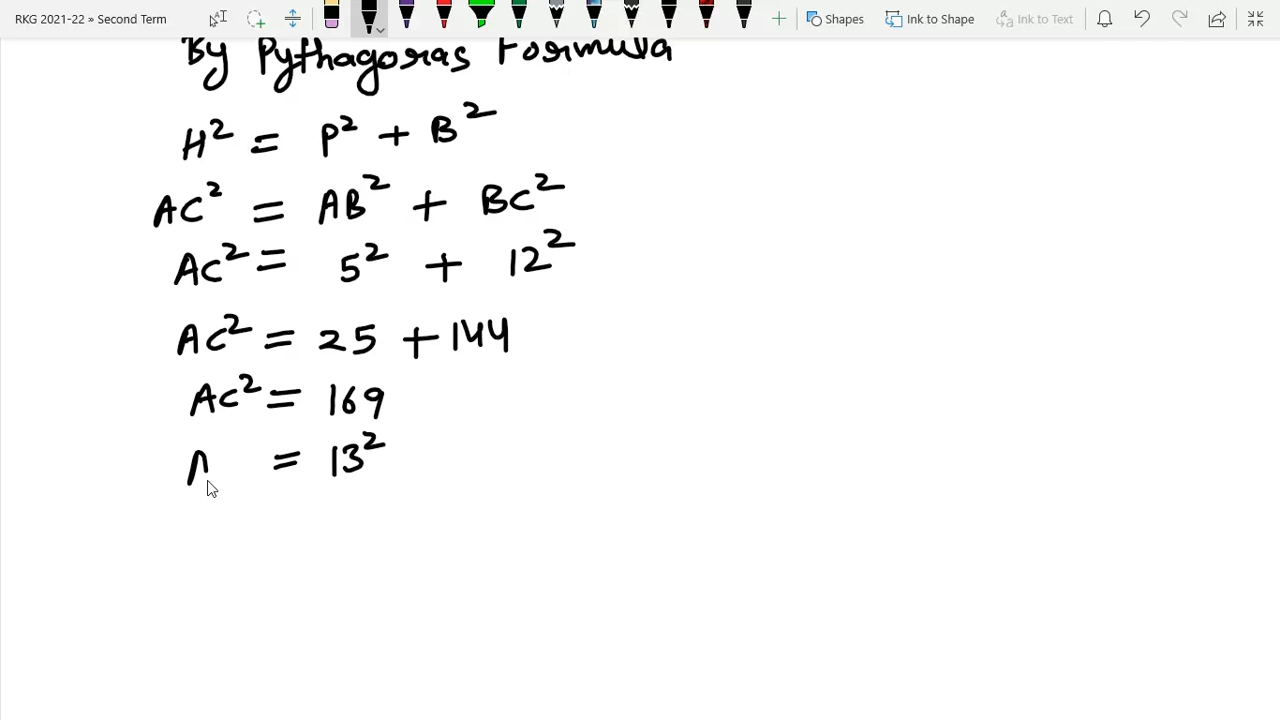 RKG 2021-22 » Second Term
Shapes
Ink to Shape
Ink to Text
By Pythagoras Formula
H² = P² + B²
AC² = AB² + BC²
AC² = 5² + 12²
AC² = 25 + 144
AC² = 169
= 13²